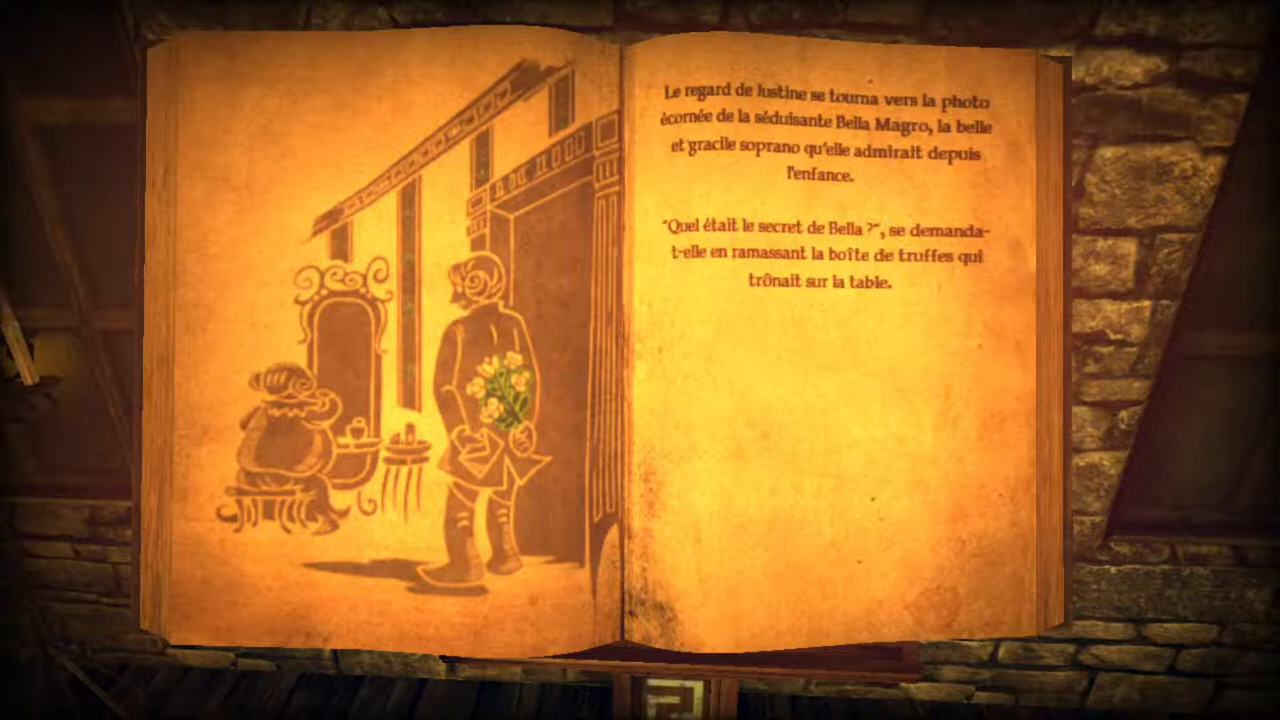 Le regard de Justine se tourna vers la photo
écornée de la séduisante Bella Magro, la belle
et gracile soprano qu'elle admirait depuis
l'enfance.
"Quel était le secret de Bella ?", se demanda-
t-elle en ramassant la boîte de truffes qui
trônait sur la table.